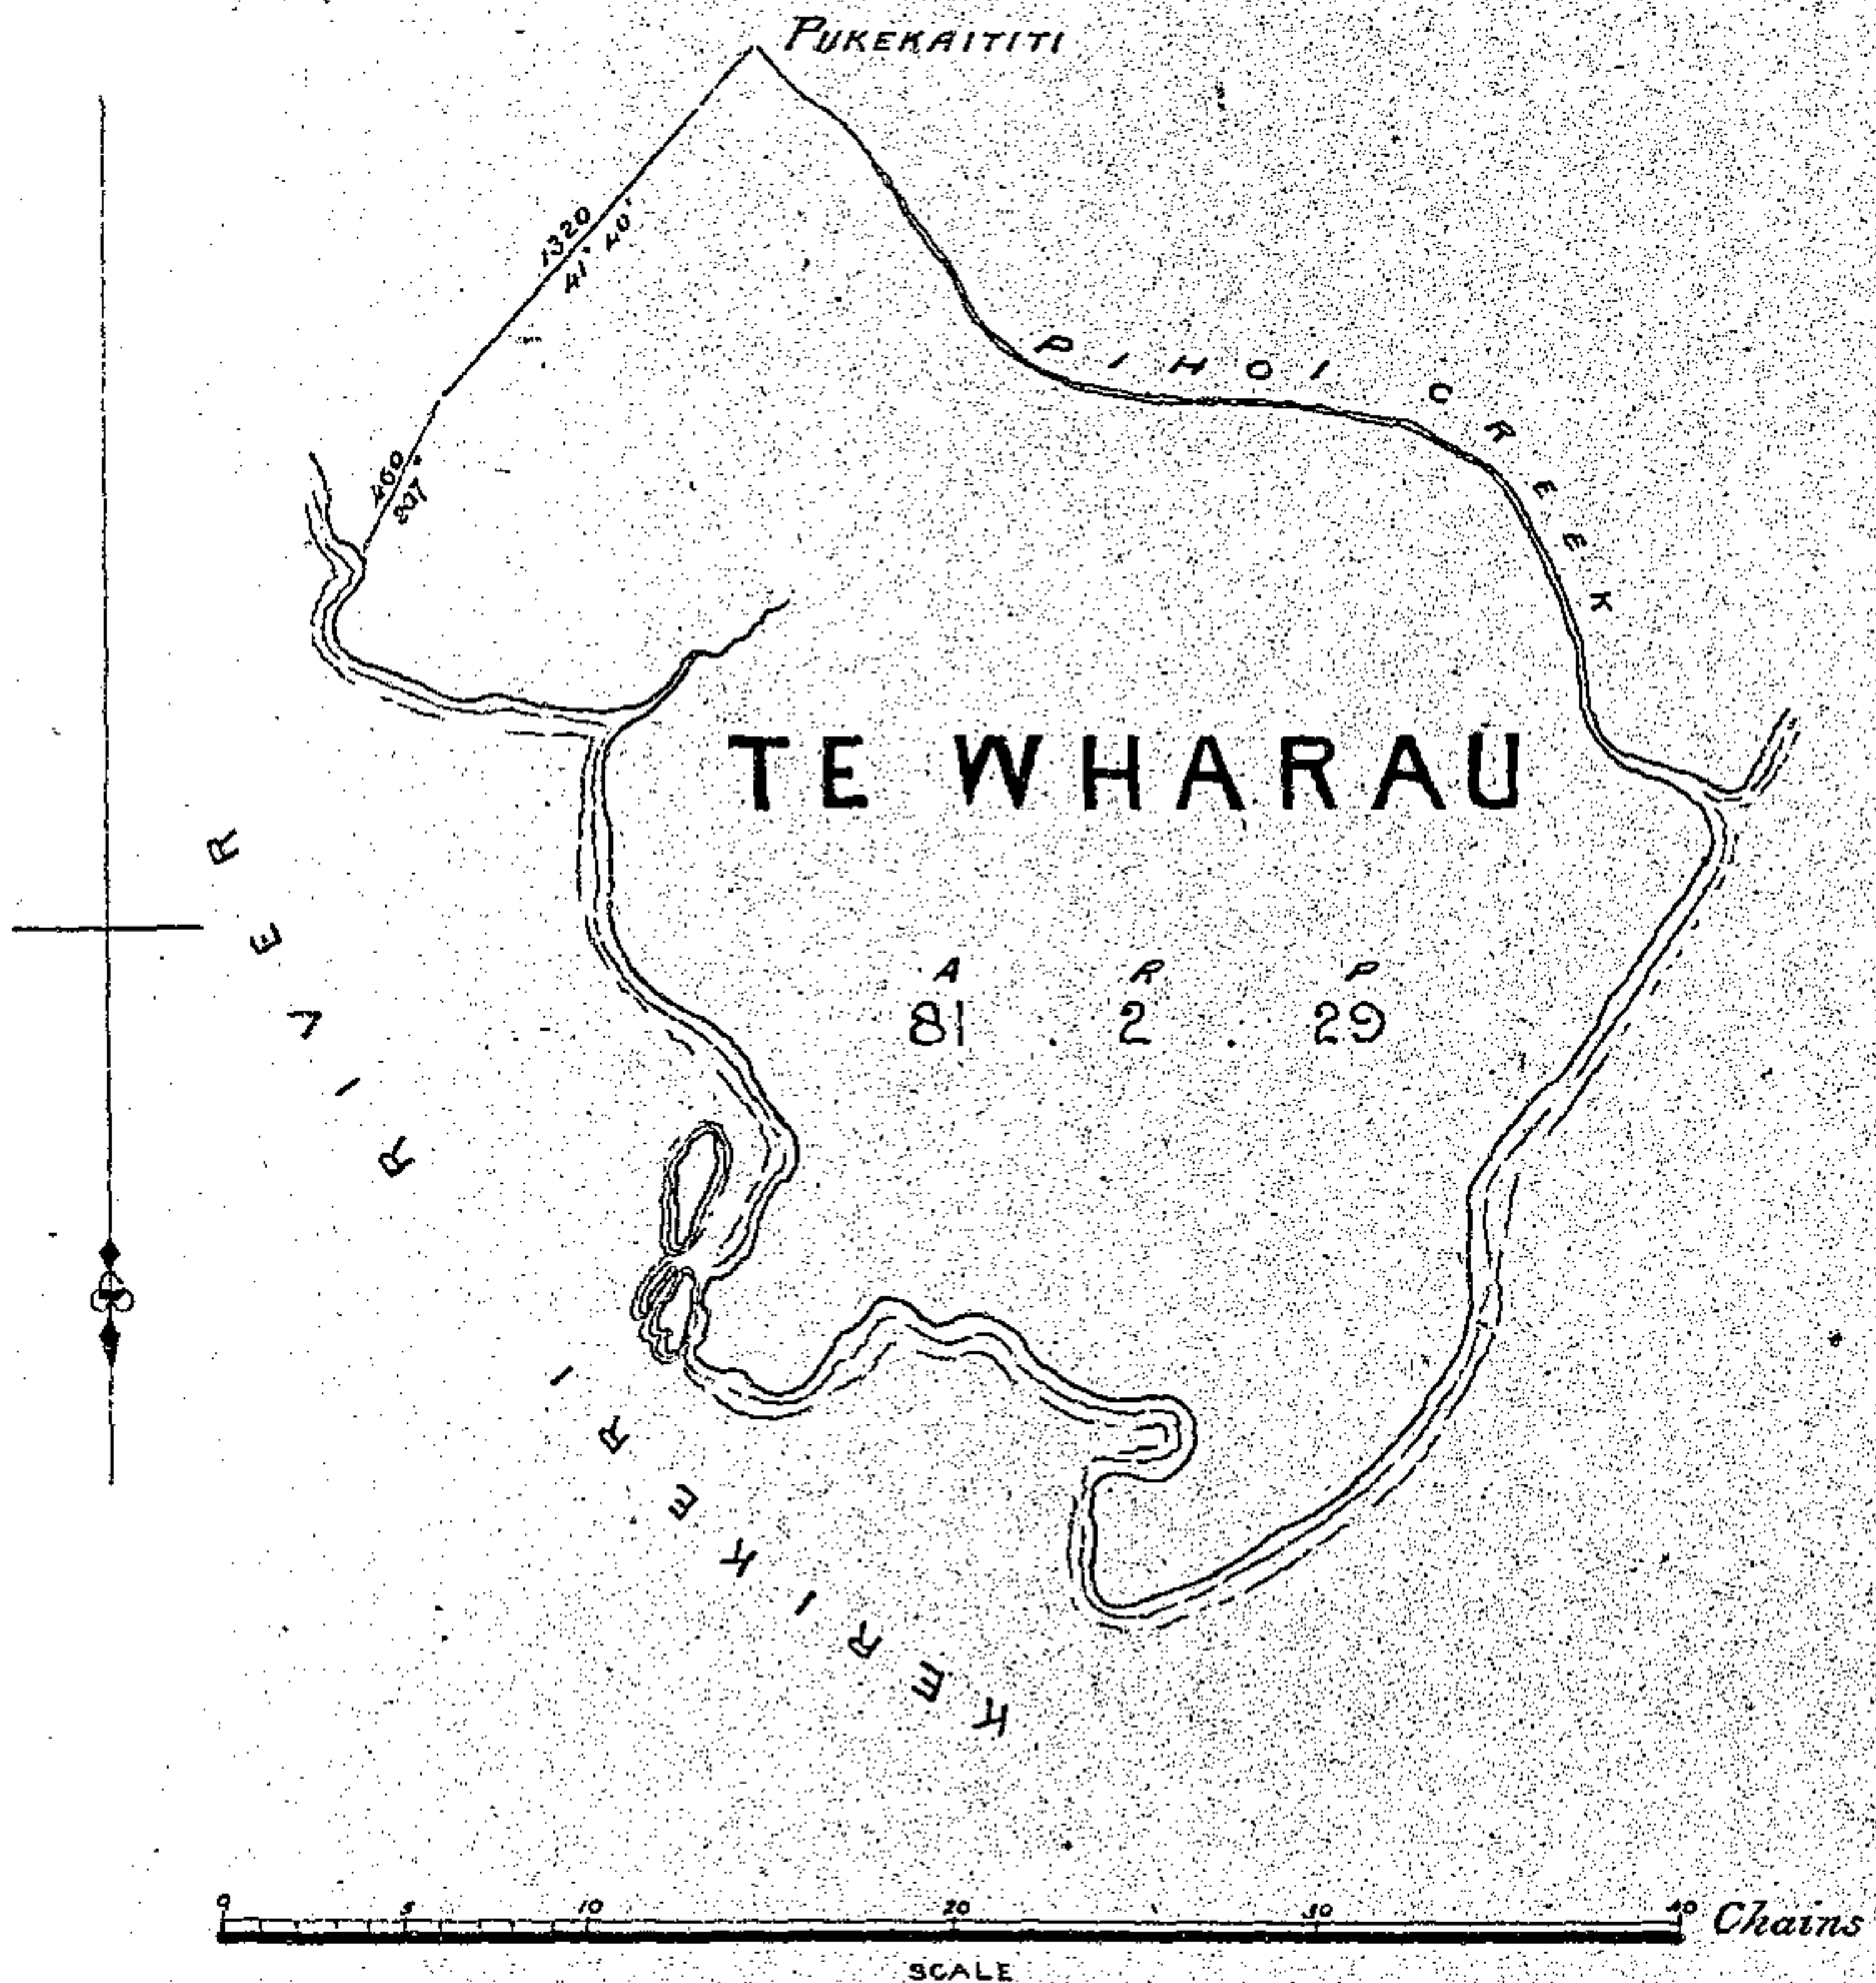 PUKEKAITITI
1320
41° 40'
PIHOI CREEK
460
207°
TE WHARAU
A R P
81 . 2 . 29
KERIKERI RIVER
0 5 10 20 30 40 Chains
SCALE